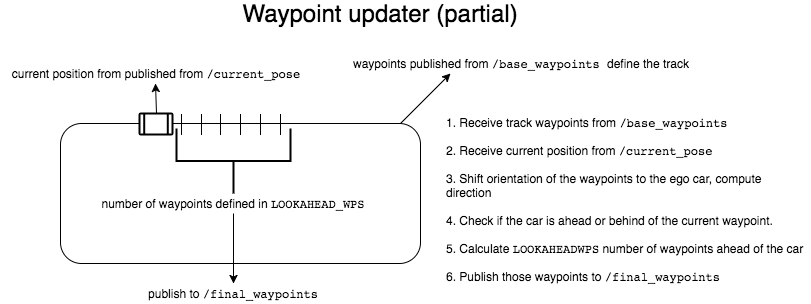 Waypoint updater (partial)
current position from published from /current_pose
waypoints published from /base_waypoints define the track
number of waypoints defined in LOOKAHEAD_WPS
publish to /final_waypoints
1. Receive track waypoints from /base_waypoints
2. Receive current position from /current_pose
3. Shift orientation of the waypoints to the ego car, compute
direction
4. Check if the car is ahead or behind of the current waypoint.
5. Calculate LOOKAHEADWPS number of waypoints ahead of the car
6. Publish those waypoints to /final_waypoints